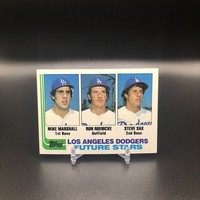 MIKE MARSHALL
1st Base
RON ROENICKE
Outfield
STEVE SAX
2nd Base
Topps
LOS ANGELES DODGERS
FUTURE STARS